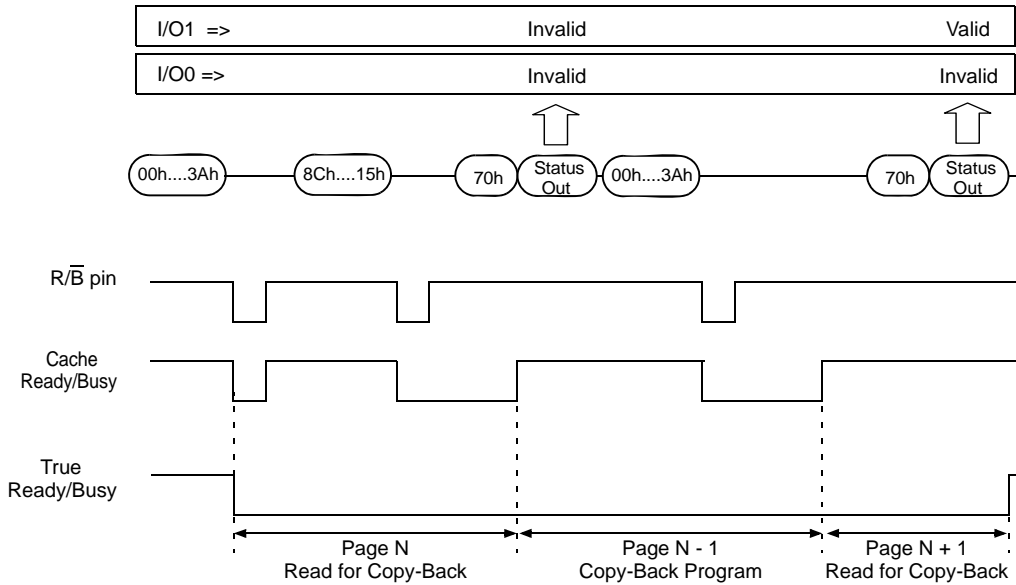 I/O1 => Invalid Valid
I/O0 => Invalid Invalid
00h....3Ah 8Ch....15h 70h Status Out 00h....3Ah 70h Status Out
R/B̅ pin
Cache
Ready/Busy
True
Ready/Busy
Page N Page N - 1 Page N + 1
Read for Copy-Back Copy-Back Program Read for Copy-Back